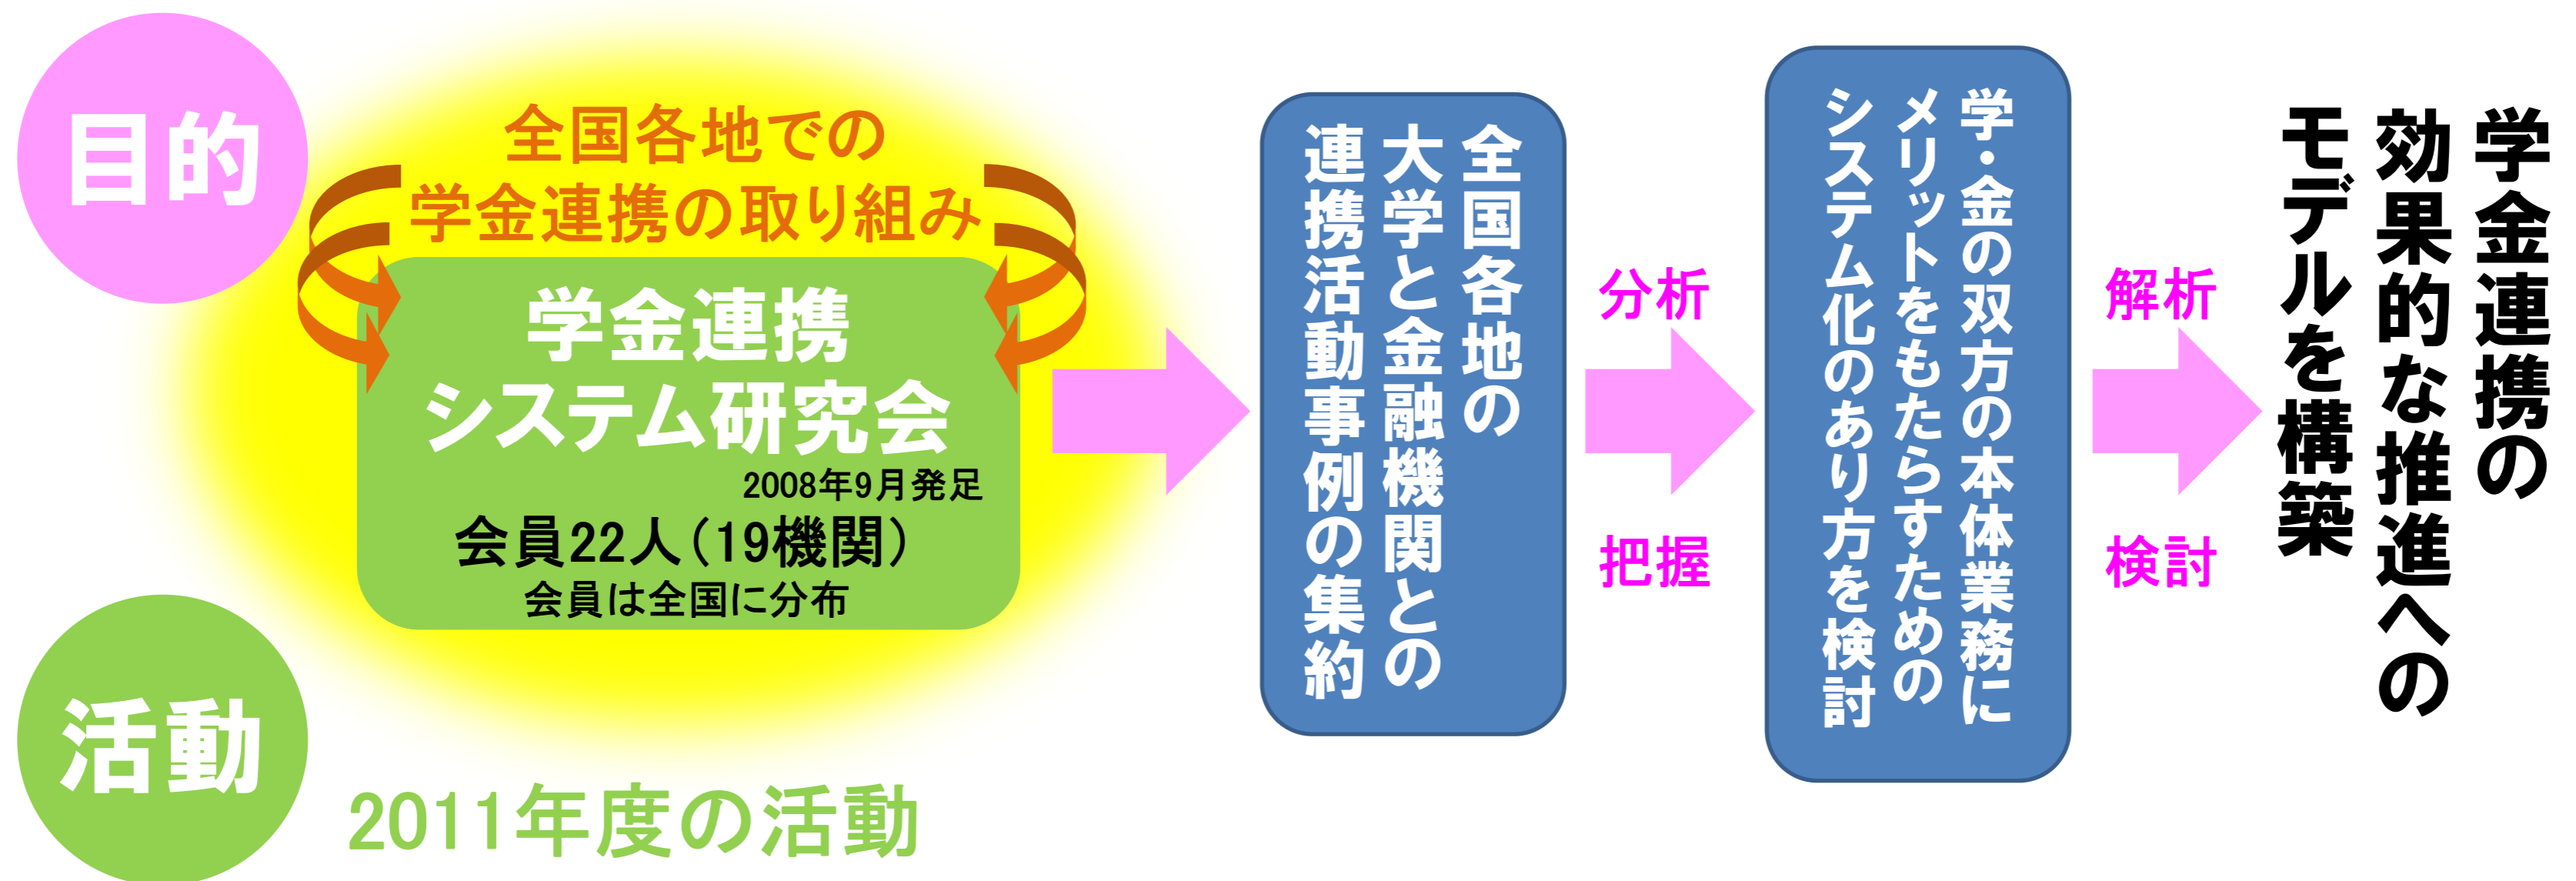 目的
全国各地での
学金連携の取り組み
学金連携
システム研究会
2008年9月発足
会員22人(19機関)
会員は全国に分布
全国各地の
大学と金融機関との
連携活動事例の集約
分析
把握
学・金の双方の本体業務に
メリットをもたらすための
システム化のあり方を検討
解析
検討
学金連携の
効果的な推進への
モデルを構築
活動
2011年度の活動